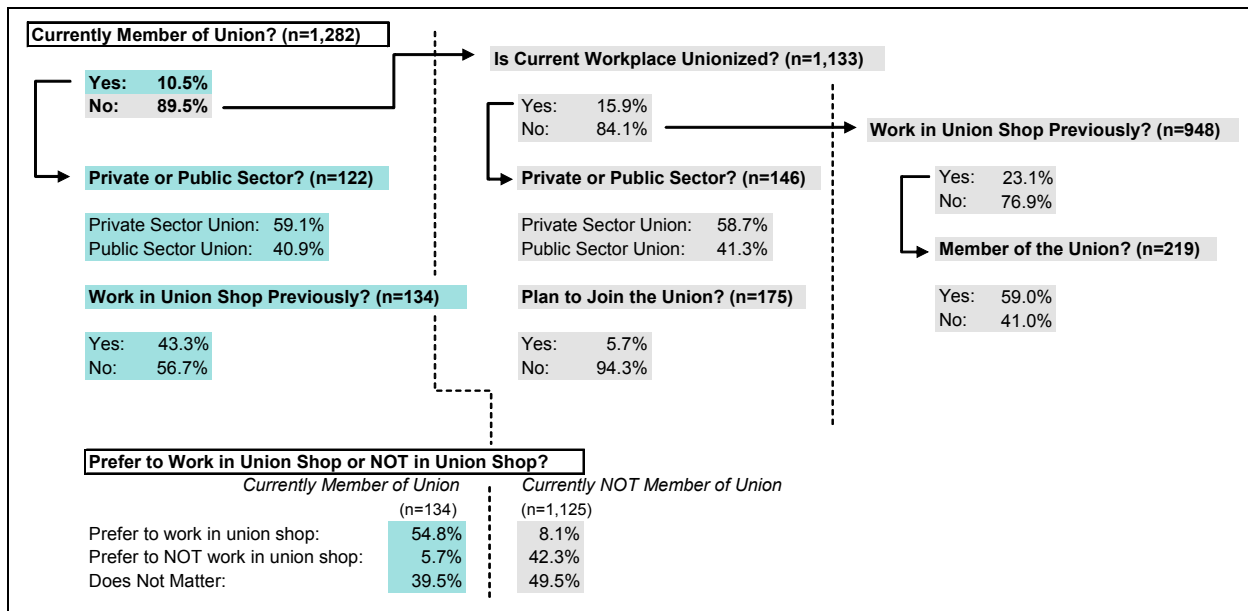 Currently Member of Union? (n=1,282)
Yes: 10.5%
No: 89.5%
Is Current Workplace Unionized? (n=1,133)
Yes: 15.9%
No: 84.1%
Work in Union Shop Previously? (n=948)
Yes: 23.1%
No: 76.9%
Private or Public Sector? (n=122)
Private Sector Union: 59.1%
Public Sector Union: 40.9%
Private or Public Sector? (n=146)
Private Sector Union: 58.7%
Public Sector Union: 41.3%
Member of the Union? (n=219)
Yes: 59.0%
No: 41.0%
Work in Union Shop Previously? (n=134)
Yes: 43.3%
No: 56.7%
Plan to Join the Union? (n=175)
Yes: 5.7%
No: 94.3%
Prefer to Work in Union Shop or NOT in Union Shop?
Currently Member of Union Currently NOT Member of Union
(n=134) (n=1,125)
Prefer to work in union shop: 54.8% 8.1%
Prefer to NOT work in union shop: 5.7% 42.3%
Does Not Matter: 39.5% 49.5%